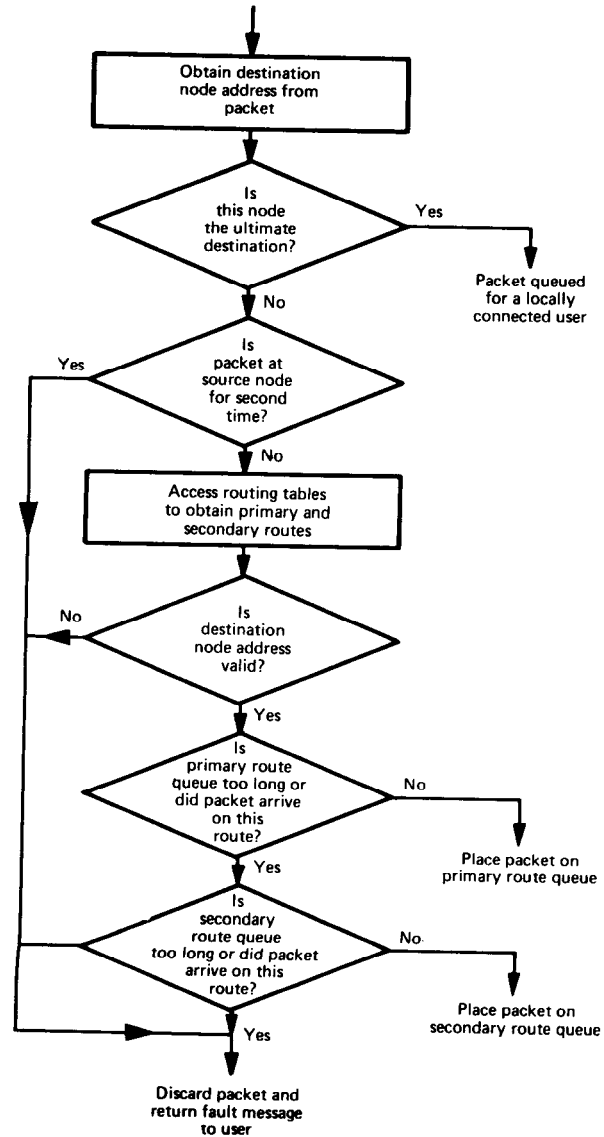 Obtain destination
node address from
packet
Is
this node
the ultimate
destination?
Yes
Packet queued
for a locally
connected user
No
Is
packet at
source node
for second
time?
Yes
No
Access routing tables
to obtain primary and
secondary routes
Is
destination
node address
valid?
No
Yes
Is
primary route
queue too long or
did packet arrive
on this
route?
No
Place packet on
primary route queue
Yes
Is
secondary
route queue
too long or did packet
arrive on this
route?
No
Place packet on
secondary route queue
Yes
Discard packet and
return fault message
to user